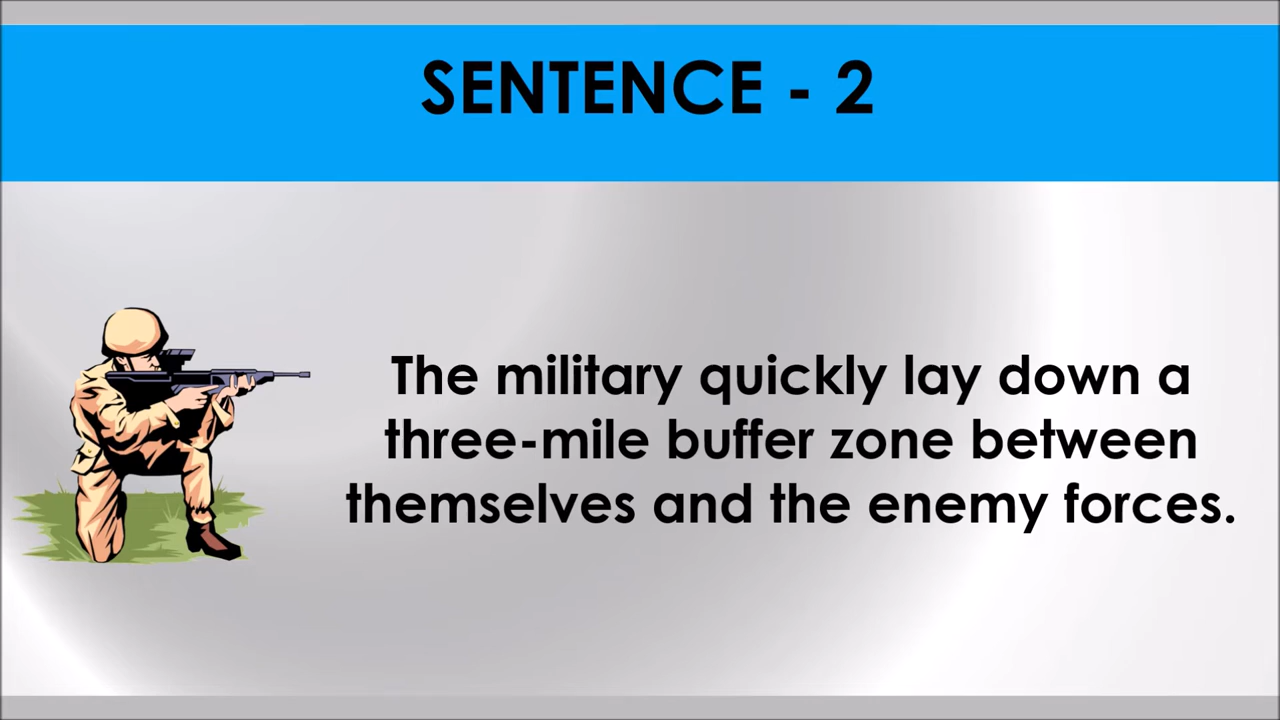 SENTENCE - 2
The military quickly lay down a
three-mile buffer zone between
themselves and the enemy forces.